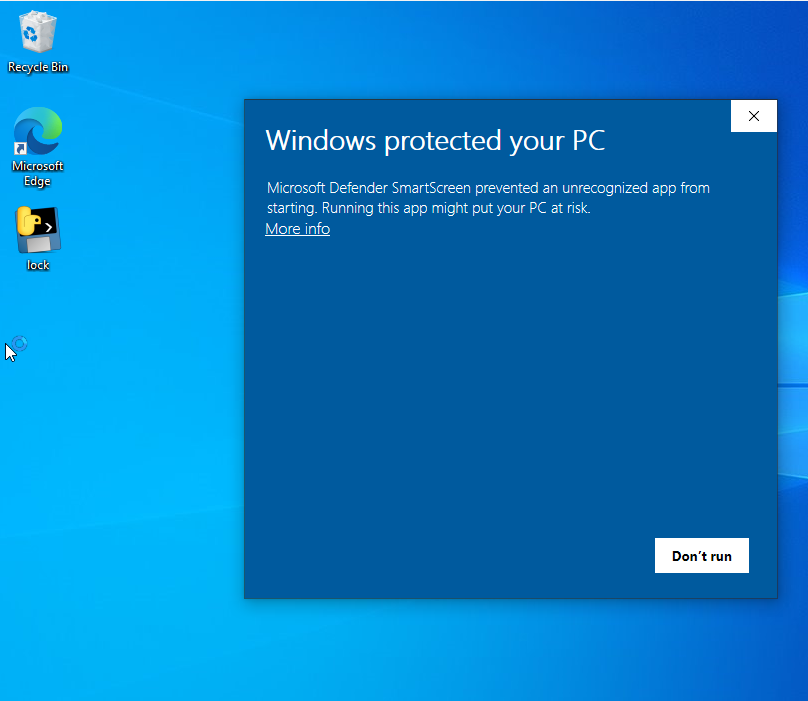 Recycle Bin
Microsoft
Edge
lock
Windows protected your PC
Microsoft Defender SmartScreen prevented an unrecognized app from
starting. Running this app might put your PC at risk.
More info
Don’t run